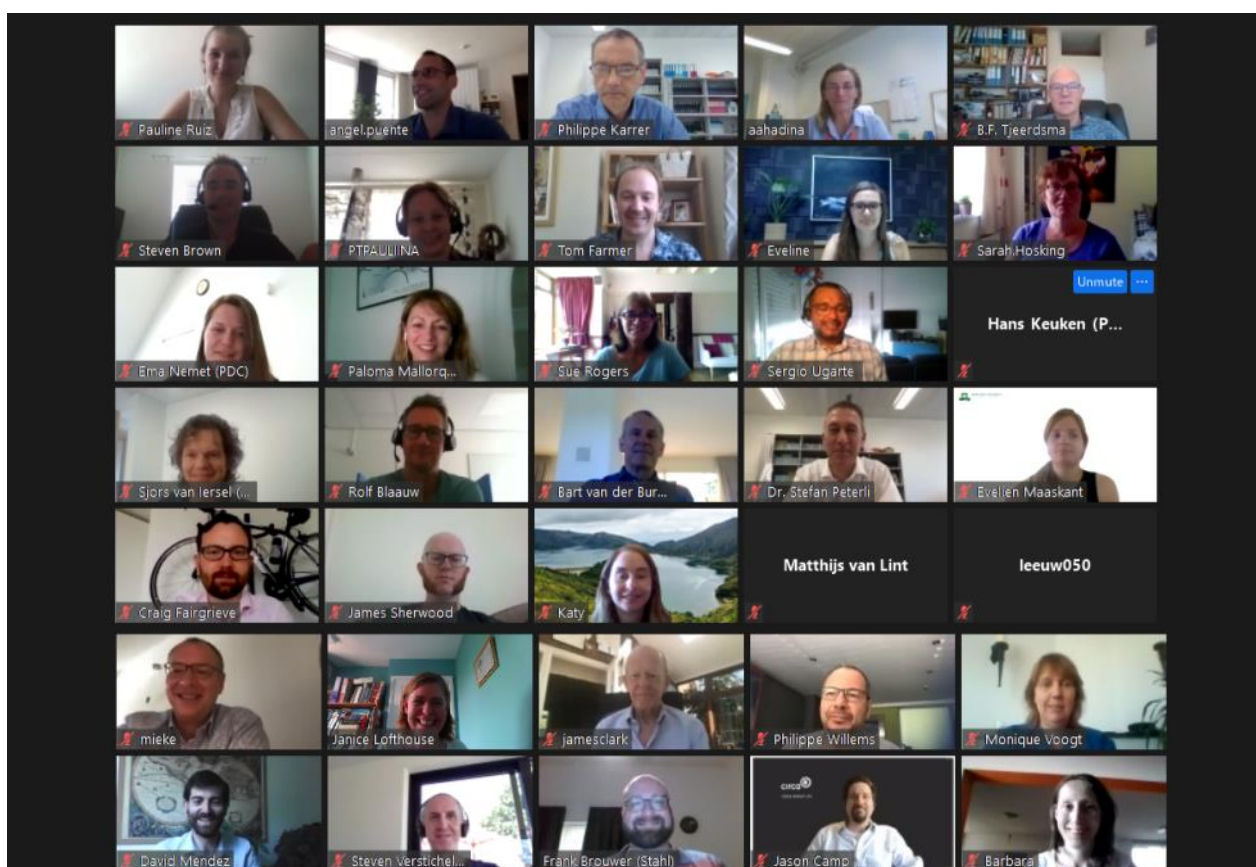 Pauline Ruiz
angel.puente
Philippe Karrer
aahadina
B.F. Tjeerdsma
Steven Brown
PTPAULIINA
Tom Farmer
Eveline
Sarah.Hosking
Ema Nemet (PDC)
Paloma Mallorq...
Sue Rogers
Sergio Ugarte
Unmute ...
Hans Keuken (P...
Sjors van Iersel (...
Rolf Blaauw
Bart van der Bur...
Dr. Stefan Peterli
Evelien Maaskant
Craig Fairgrieve
James Sherwood
Katy
Matthijs van Lint
leeuw050
mieke
Janice Lofthouse
jamesclark
Philippe Willems
Monique Voogt
David Mendez
Steven Verstichel...
Frank Brouwer (Stahl)
circa
Jason Camp
Barbara